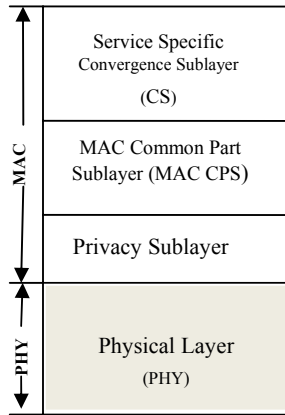 Service Specific
Convergence Sublayer
(CS)
MAC Common Part
Sublayer (MAC CPS)
Privacy Sublayer
MAC
Physical Layer
(PHY)
PHY